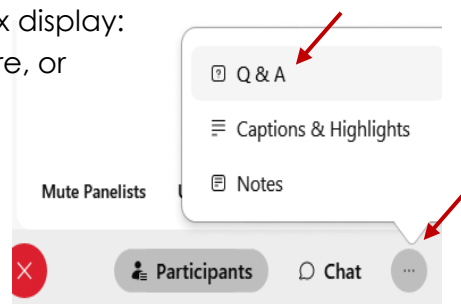 x display:
re, or
Q & A
Captions & Highlights
Notes
Mute Panelists
Participants
Chat